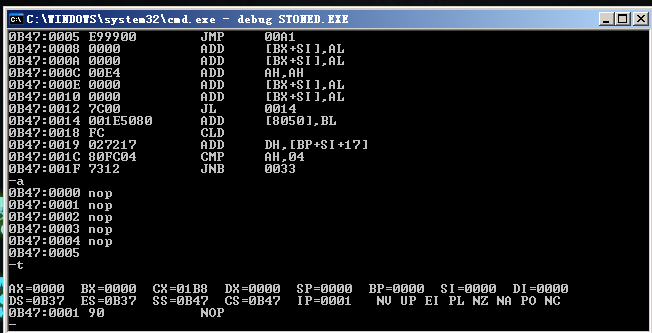 C:\WINDOWS\system32\cmd.exe - debug STONED.EXE
0B47:0005 E99900 JMP 00A1
0B47:0008 0000 ADD [BX+SI],AL
0B47:000A 0000 ADD [BX+SI],AL
0B47:000C 00E4 ADD AH,AH
0B47:000E 0000 ADD [BX+SI],AL
0B47:0010 0000 ADD [BX+SI],AL
0B47:0012 7C00 JL 0014
0B47:0014 001E5080 ADD [8050],BL
0B47:0018 FC CLD
0B47:0019 027217 ADD DH,[BP+SI+17]
0B47:001C 80FC04 CMP AH,04
0B47:001F 7312 JNB 0033
-a
0B47:0000 nop
0B47:0001 nop
0B47:0002 nop
0B47:0003 nop
0B47:0004 nop
0B47:0005
-t
AX=0000 BX=0000 CX=01B8 DX=0000 SP=0000 BP=0000 SI=0000 DI=0000
DS=0B37 ES=0B37 SS=0B47 CS=0B47 IP=0001 NV UP EI PL NZ NA PO NC
0B47:0001 90 NOP
-